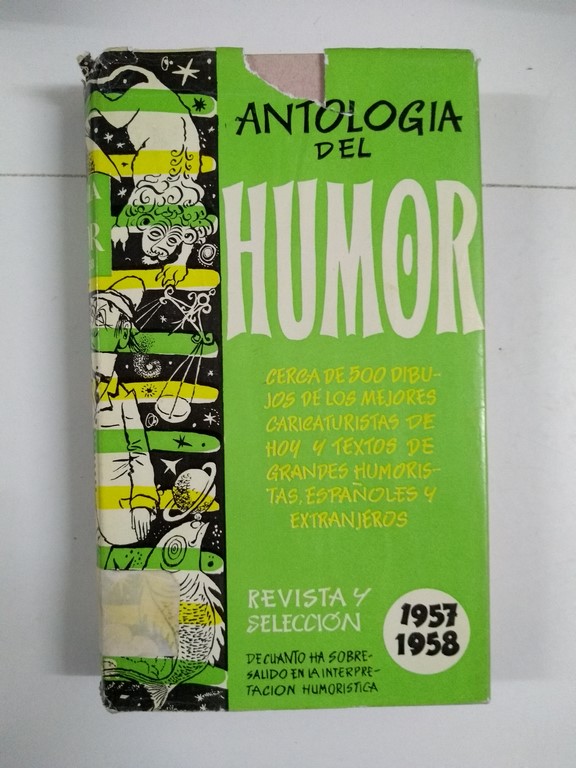 ANTOLOGIA
DEL
HUMOR
CERCA DE 500 DIBU-
JOS DE LOS MEJORES
CARICATURISTAS DE
HOY Y TEXTOS DE
GRANDES HUMORIS-
TAS, ESPAÑOLES Y
EXTRANJEROS
REVISTA Y
SELECCIÓN
DE CUANTO HA SOBRE-
SALIDO EN LA INTERPRE-
TACION HUMORISTICA
1957
1958